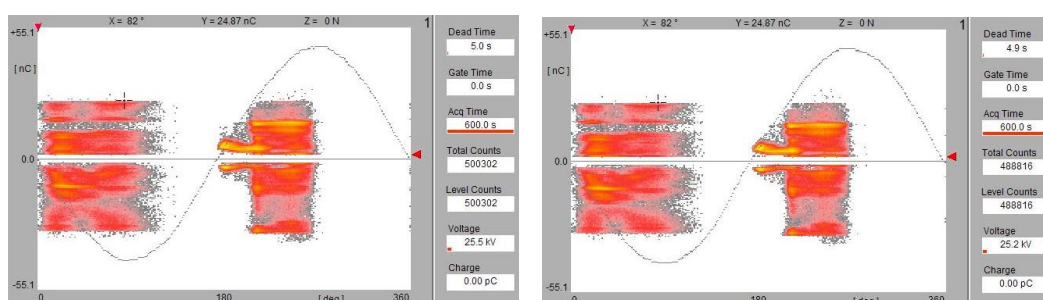 X = 82 ° Y = 24.87 nC Z = 0 N 1
+55.1
[ nC ]
0.0
-55.1
0 180 [ deg ] 360
Dead Time
5.0 s
Gate Time
0.0 s
Acq Time
600.0 s
Total Counts
500302
Level Counts
500302
Voltage
25.5 kV
Charge
0.00 pC
X = 82 ° Y = 24.87 nC Z = 0 N 1
+55.1
[ nC ]
0.0
-55.1
0 180 [ deg ] 360
Dead Time
4.9 s
Gate Time
0.0 s
Acq Time
600.0 s
Total Counts
488816
Level Counts
488816
Voltage
25.2 kV
Charge
0.00 pC